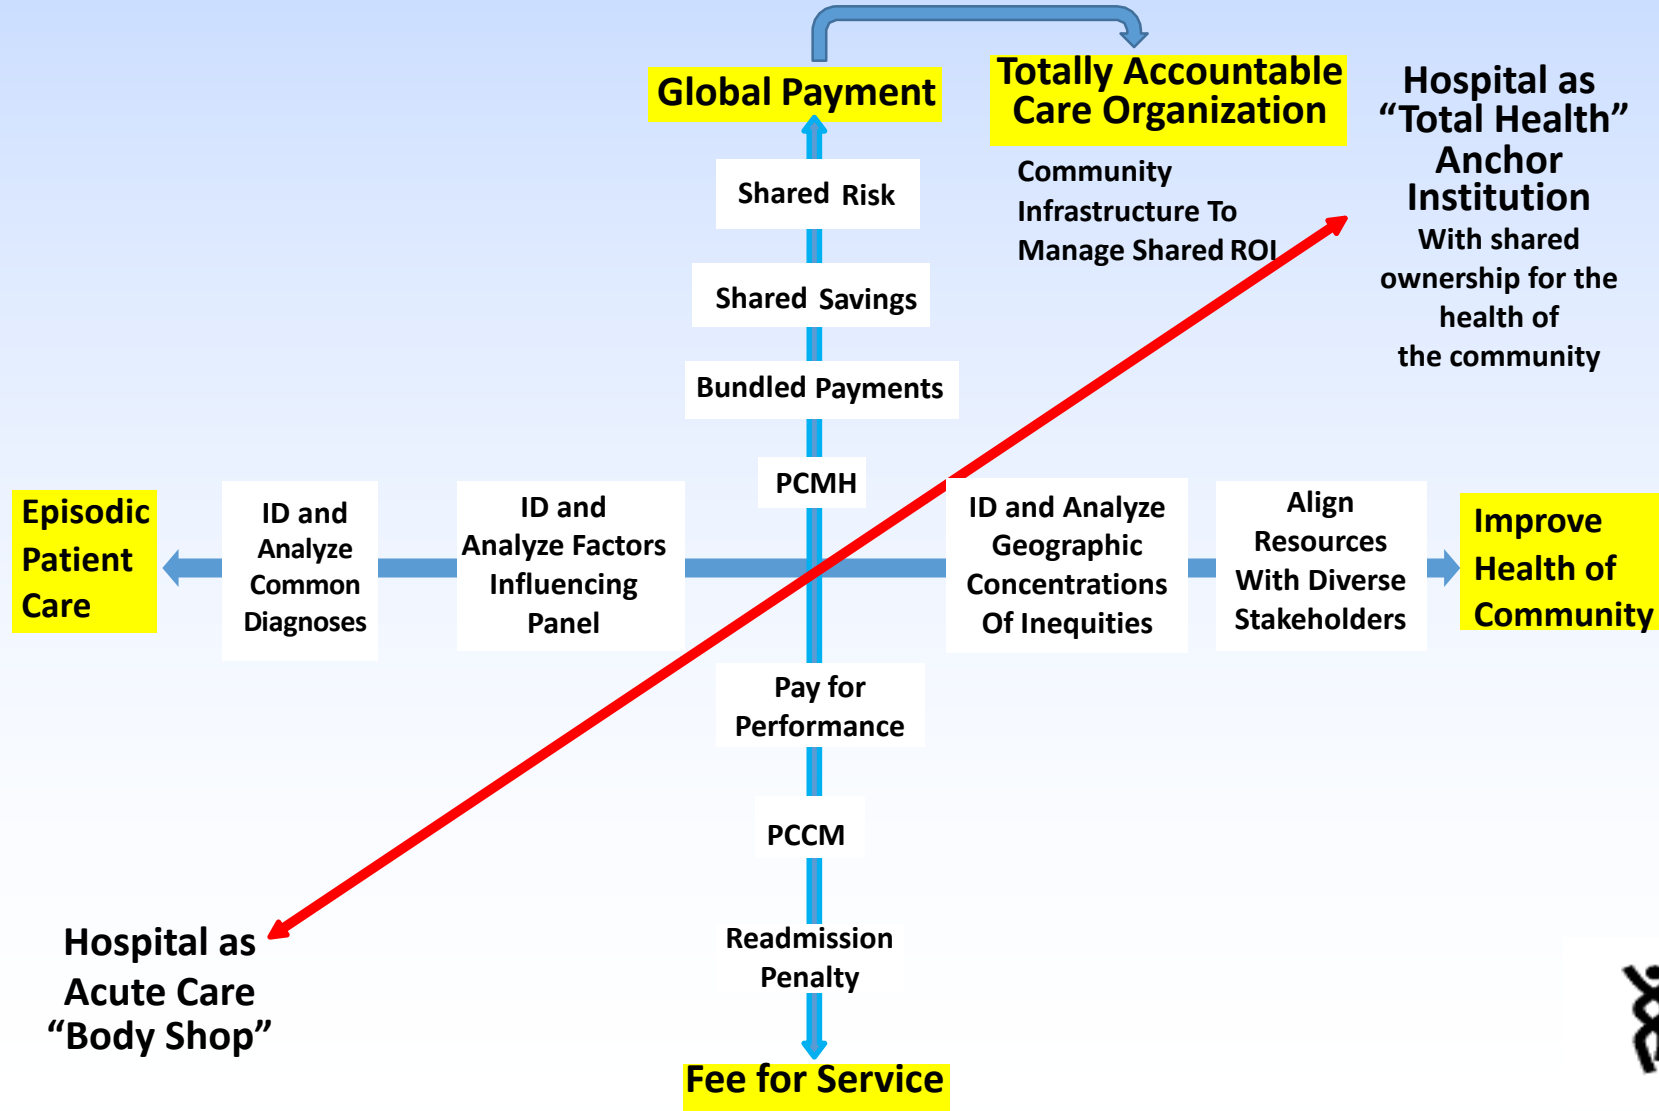 Global Payment
Totally Accountable
Care Organization
Community
Infrastructure To
Manage Shared ROI
Hospital as
“Total Health”
Anchor
Institution
With shared
ownership for the
health of
the community
Shared Risk
Shared Savings
Bundled Payments
PCMH
Episodic
Patient
Care
ID and
Analyze
Common
Diagnoses
ID and
Analyze Factors
Influencing
Panel
ID and Analyze
Geographic
Concentrations
Of Inequities
Align
Resources
With Diverse
Stakeholders
Improve
Health of
Community
Pay for
Performance
PCCM
Readmission
Penalty
Hospital as
Acute Care
“Body Shop”
Fee for Service